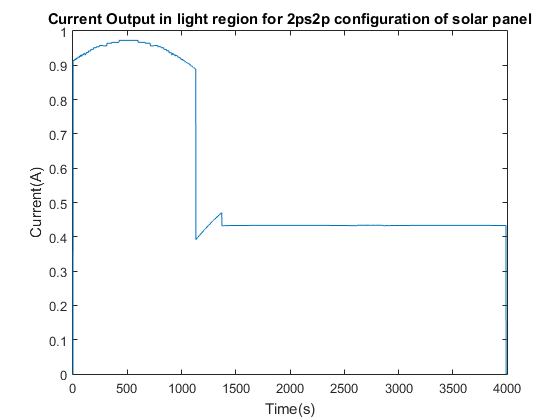 Current Output in light region for 2ps2p configuration of solar panel
1
0.9
0.8
0.7
0.6
0.5
0.4
0.3
0.2
0.1
0
Current(A)
0 500 1000 1500 2000 2500 3000 3500 4000
Time(s)